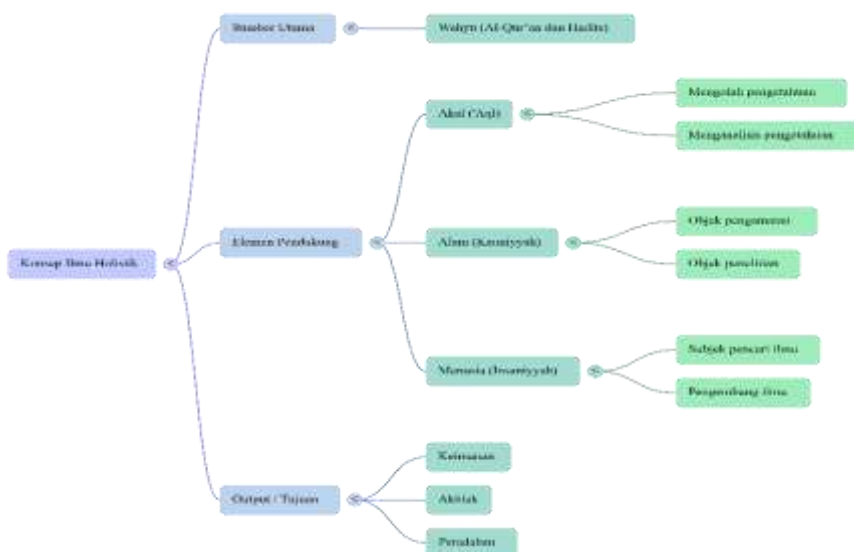 Sumber Utama
Wahyu (Al-Qur'an dan Hadits)
Akal ('Aql)
Mengolah pengetahuan
Menganalisis pengetahuan
Konsep Ilmu Holistik
Elemen Pendukung
Alam (Kauniyyah)
Objek pengamatan
Objek penelitian
Manusia (Insaniyyah)
Subjek pencari ilmu
Pengembang ilmu
Output / Tujuan
Keimanan
Akhlak
Peradaban